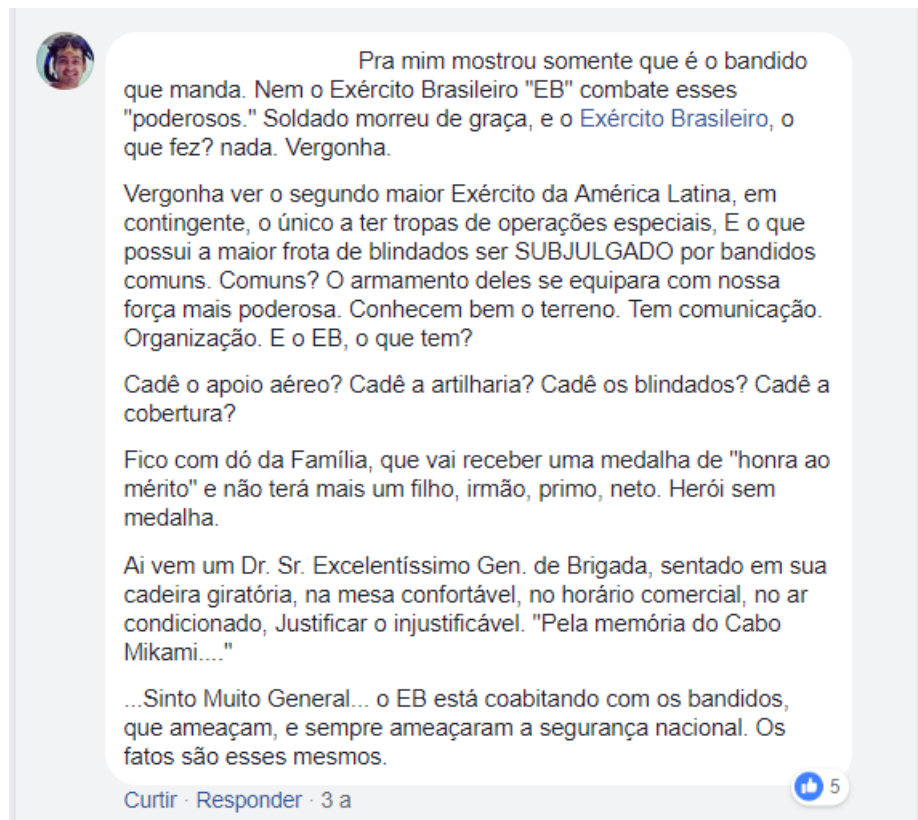 Pra mim mostrou somente que é o bandido
que manda. Nem o Exército Brasileiro "EB" combate esses
"poderosos." Soldado morreu de graça, e o Exército Brasileiro, o
que fez? nada. Vergonha.
Vergonha ver o segundo maior Exército da América Latina, em
contingente, o único a ter tropas de operações especiais, E o que
possui a maior frota de blindados ser SUBJULGADO por bandidos
comuns. Comuns? O armamento deles se equipara com nossa
força mais poderosa. Conhecem bem o terreno. Tem comunicação.
Organização. E o EB, o que tem?
Cadê o apoio aéreo? Cadê a artilharia? Cadê os blindados? Cadê a
cobertura?
Fico com dó da Família, que vai receber uma medalha de "honra ao
mérito" e não terá mais um filho, irmão, primo, neto. Herói sem
medalha.
Ai vem um Dr. Sr. Excelentíssimo Gen. de Brigada, sentado em sua
cadeira giratória, na mesa confortável, no horário comercial, no ar
condicionado, Justificar o injustificável. "Pela memória do Cabo
Mikami...."
...Sinto Muito General... o EB está coabitando com os bandidos,
que ameaçam, e sempre ameaçaram a segurança nacional. Os
fatos são esses mesmos.
Curtir · Responder · 3 a
5